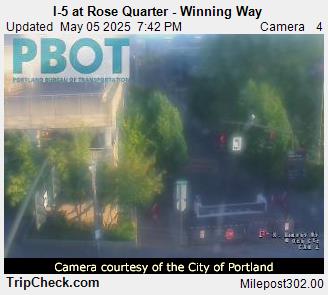 I-5 at Rose Quarter - Winning Way
Updated May 05 2025 7:42 PM Camera 4
PBOT
PORTLAND BUREAU OF TRANSPORTATION
Camera courtesy of the City of Portland
TripCheck.com Milepost302.00